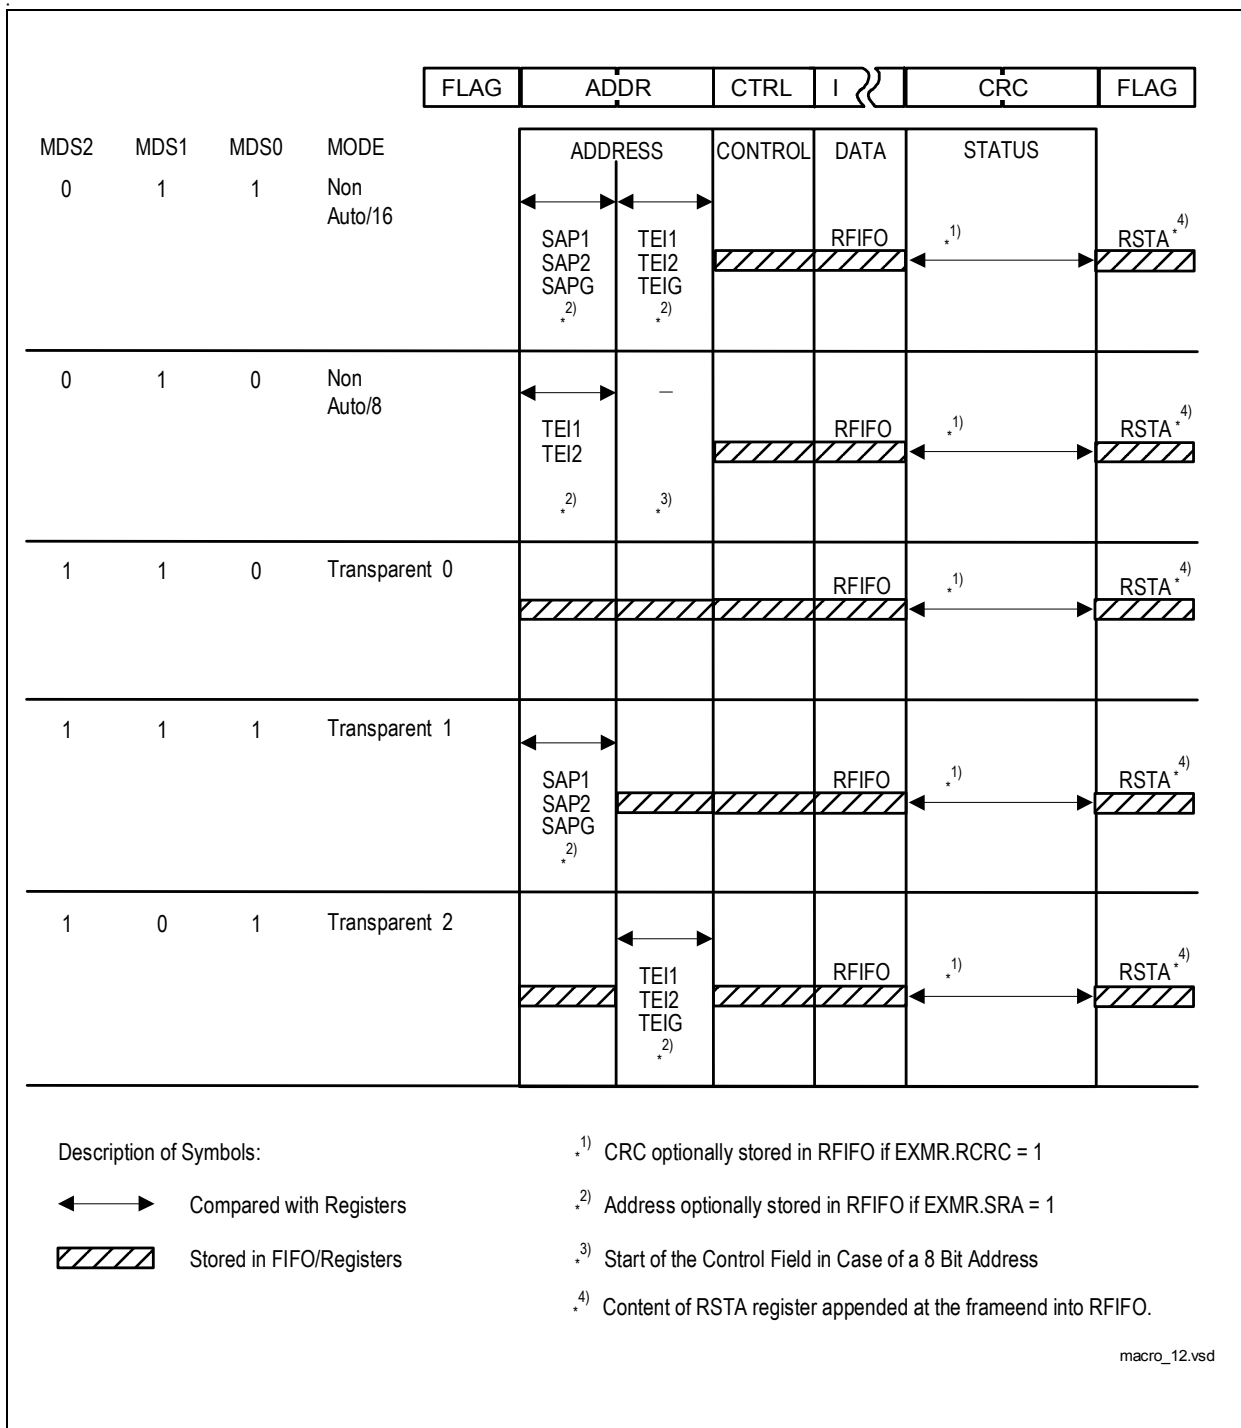 FLAG ADDR CTRL I CRC FLAG
MDS2 MDS1 MDS0 MODE ADDRESS CONTROL DATA STATUS
0 1 1 Non
Auto/16
SAP1 TEI1 RFIFO *1) RSTA*4)
SAP2 TEI2
SAPG TEIG
*2) *2)
0 1 0 Non –
Auto/8
TEI1 RFIFO *1) RSTA*4)
TEI2
*2) *3)
1 1 0 Transparent 0
RFIFO *1) RSTA*4)
1 1 1 Transparent 1
SAP1 RFIFO *1) RSTA*4)
SAP2
SAPG
*2)
1 0 1 Transparent 2
TEI1 RFIFO *1) RSTA*4)
TEI2
TEIG
*2)
Description of Symbols:
Compared with Registers
Stored in FIFO/Registers
*1) CRC optionally stored in RFIFO if EXMR.RCRC = 1
*2) Address optionally stored in RFIFO if EXMR.SRA = 1
*3) Start of the Control Field in Case of a 8 Bit Address
*4) Content of RSTA register appended at the frameend into RFIFO.
macro_12.vsd